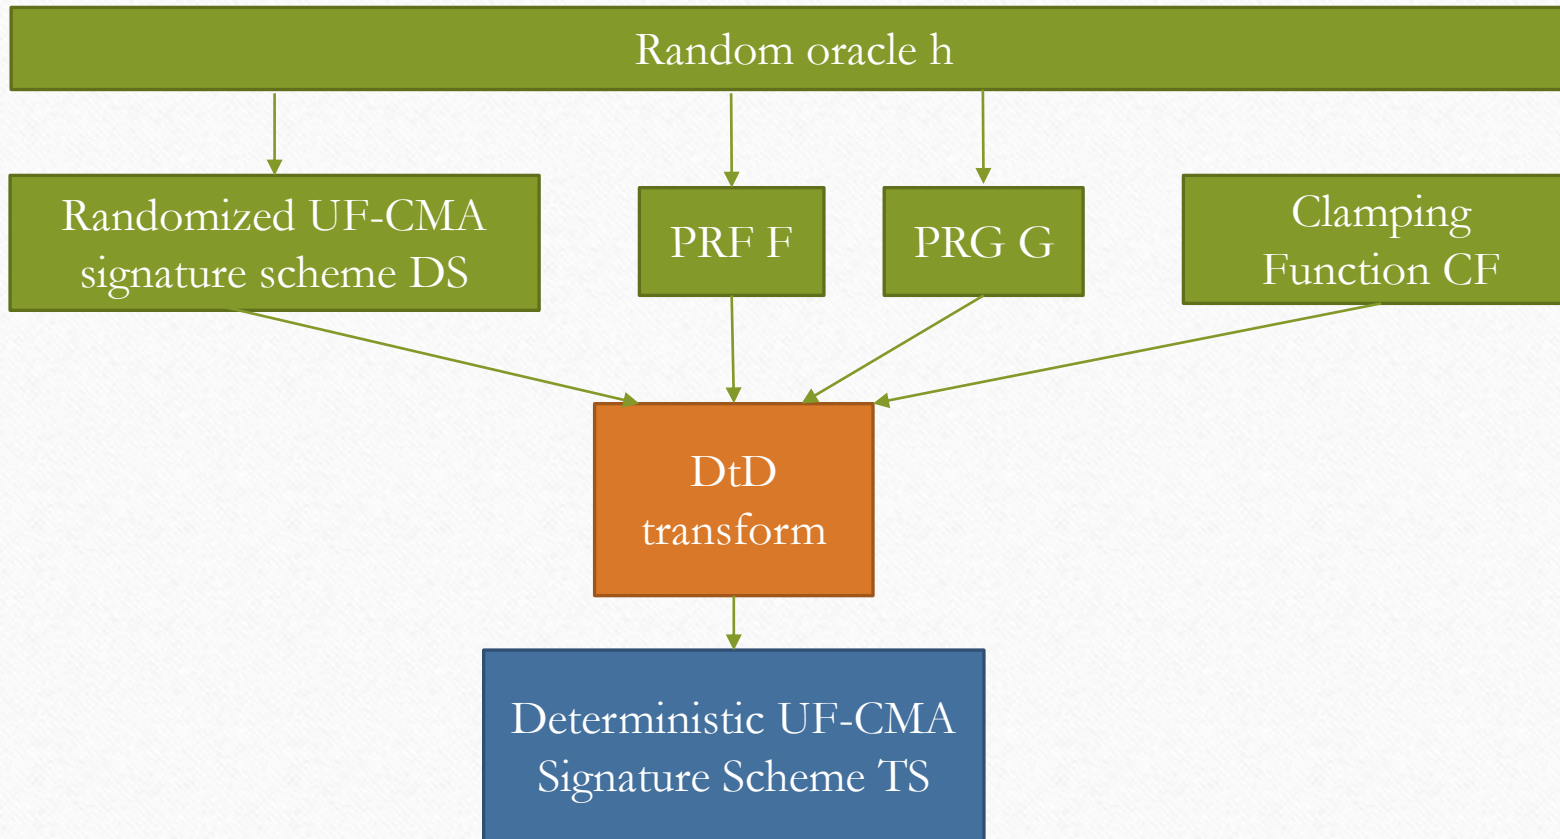 Random oracle h
Randomized UF-CMA
signature scheme DS
PRF F
PRG G
Clamping
Function CF
DtD
transform
Deterministic UF-CMA
Signature Scheme TS